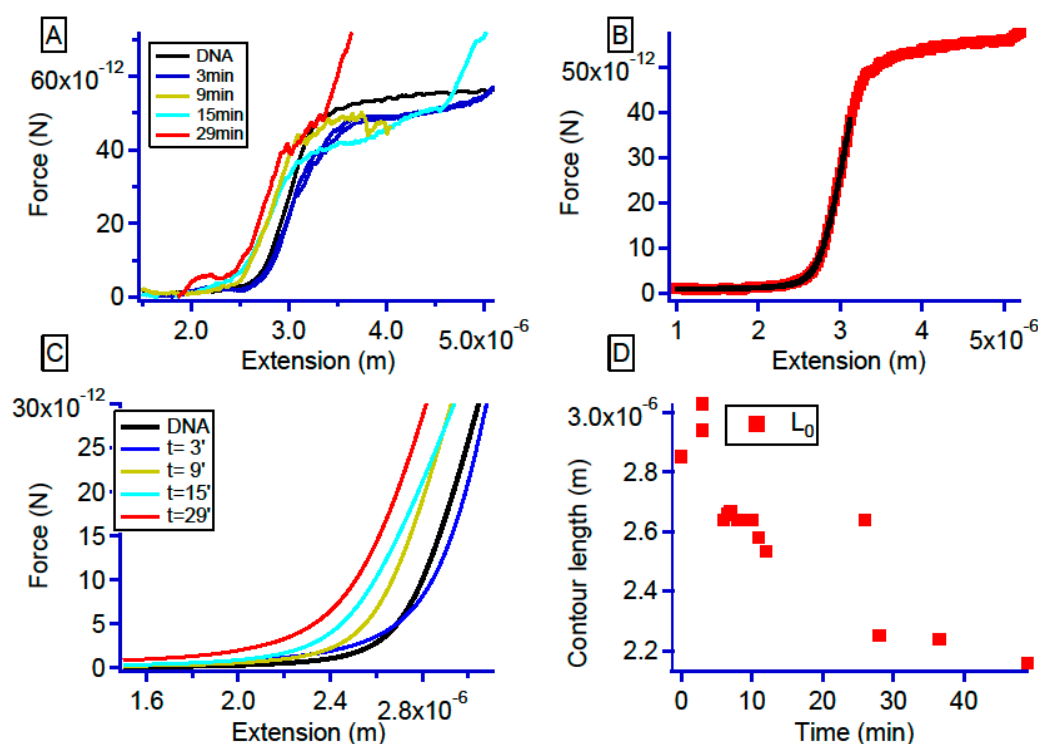 A
60x10-12
40
20
0
Force (N)
DNA
3min
9min
15min
29min
2.0
3.0
4.0
5.0x10-6
Extension (m)
B
50x10-12
40
30
20
10
0
Force (N)
1
2
3
4
5x10-6
Extension (m)
C
30x10-12
25
20
15
10
5
0
Force (N)
DNA
t= 3'
t= 9'
t=15'
t=29'
1.6
2.0
2.4
2.8x10-6
Extension (m)
D
3.0x10-6
2.8
2.6
2.4
2.2
Contour length (m)
L0
0
10
20
30
40
Time (min)